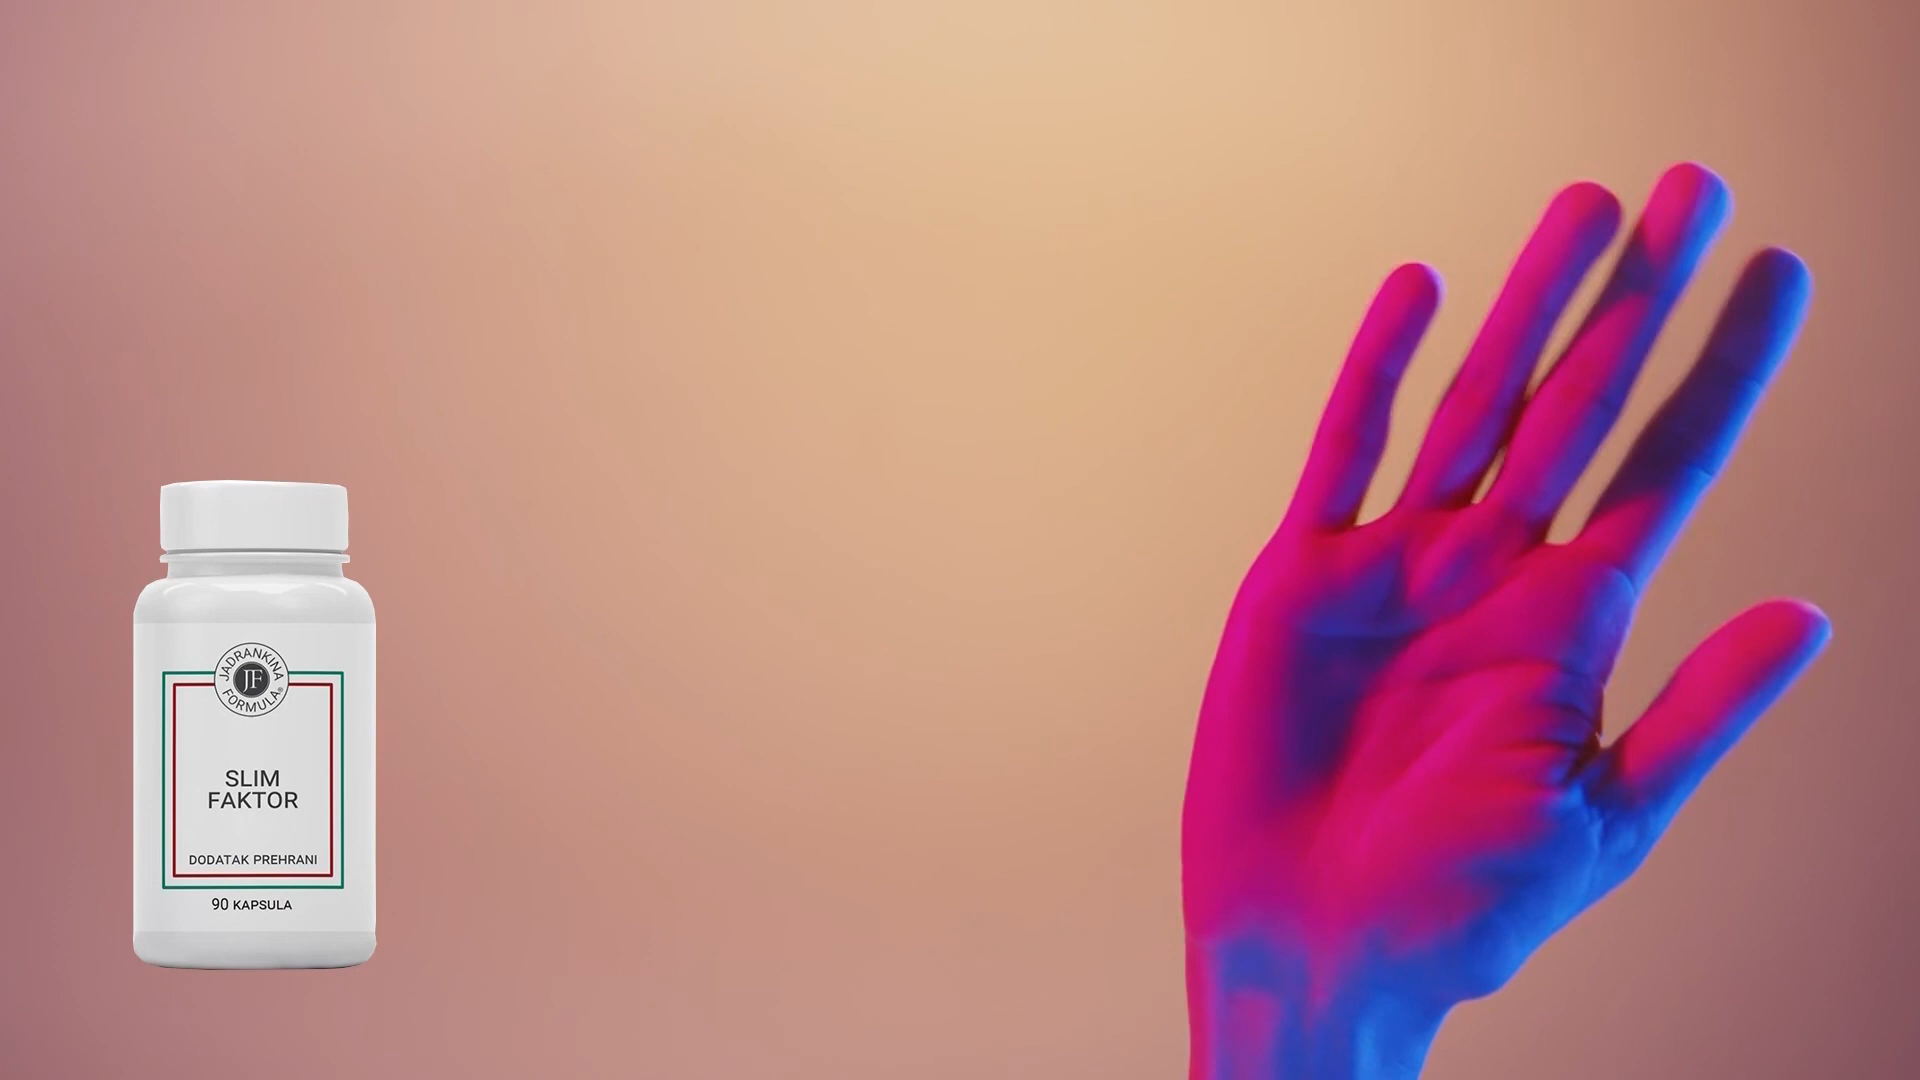 JADRANKINA
JF
FORMULA®
SLIM
FAKTOR
DODATAK PREHRANI
90 KAPSULA